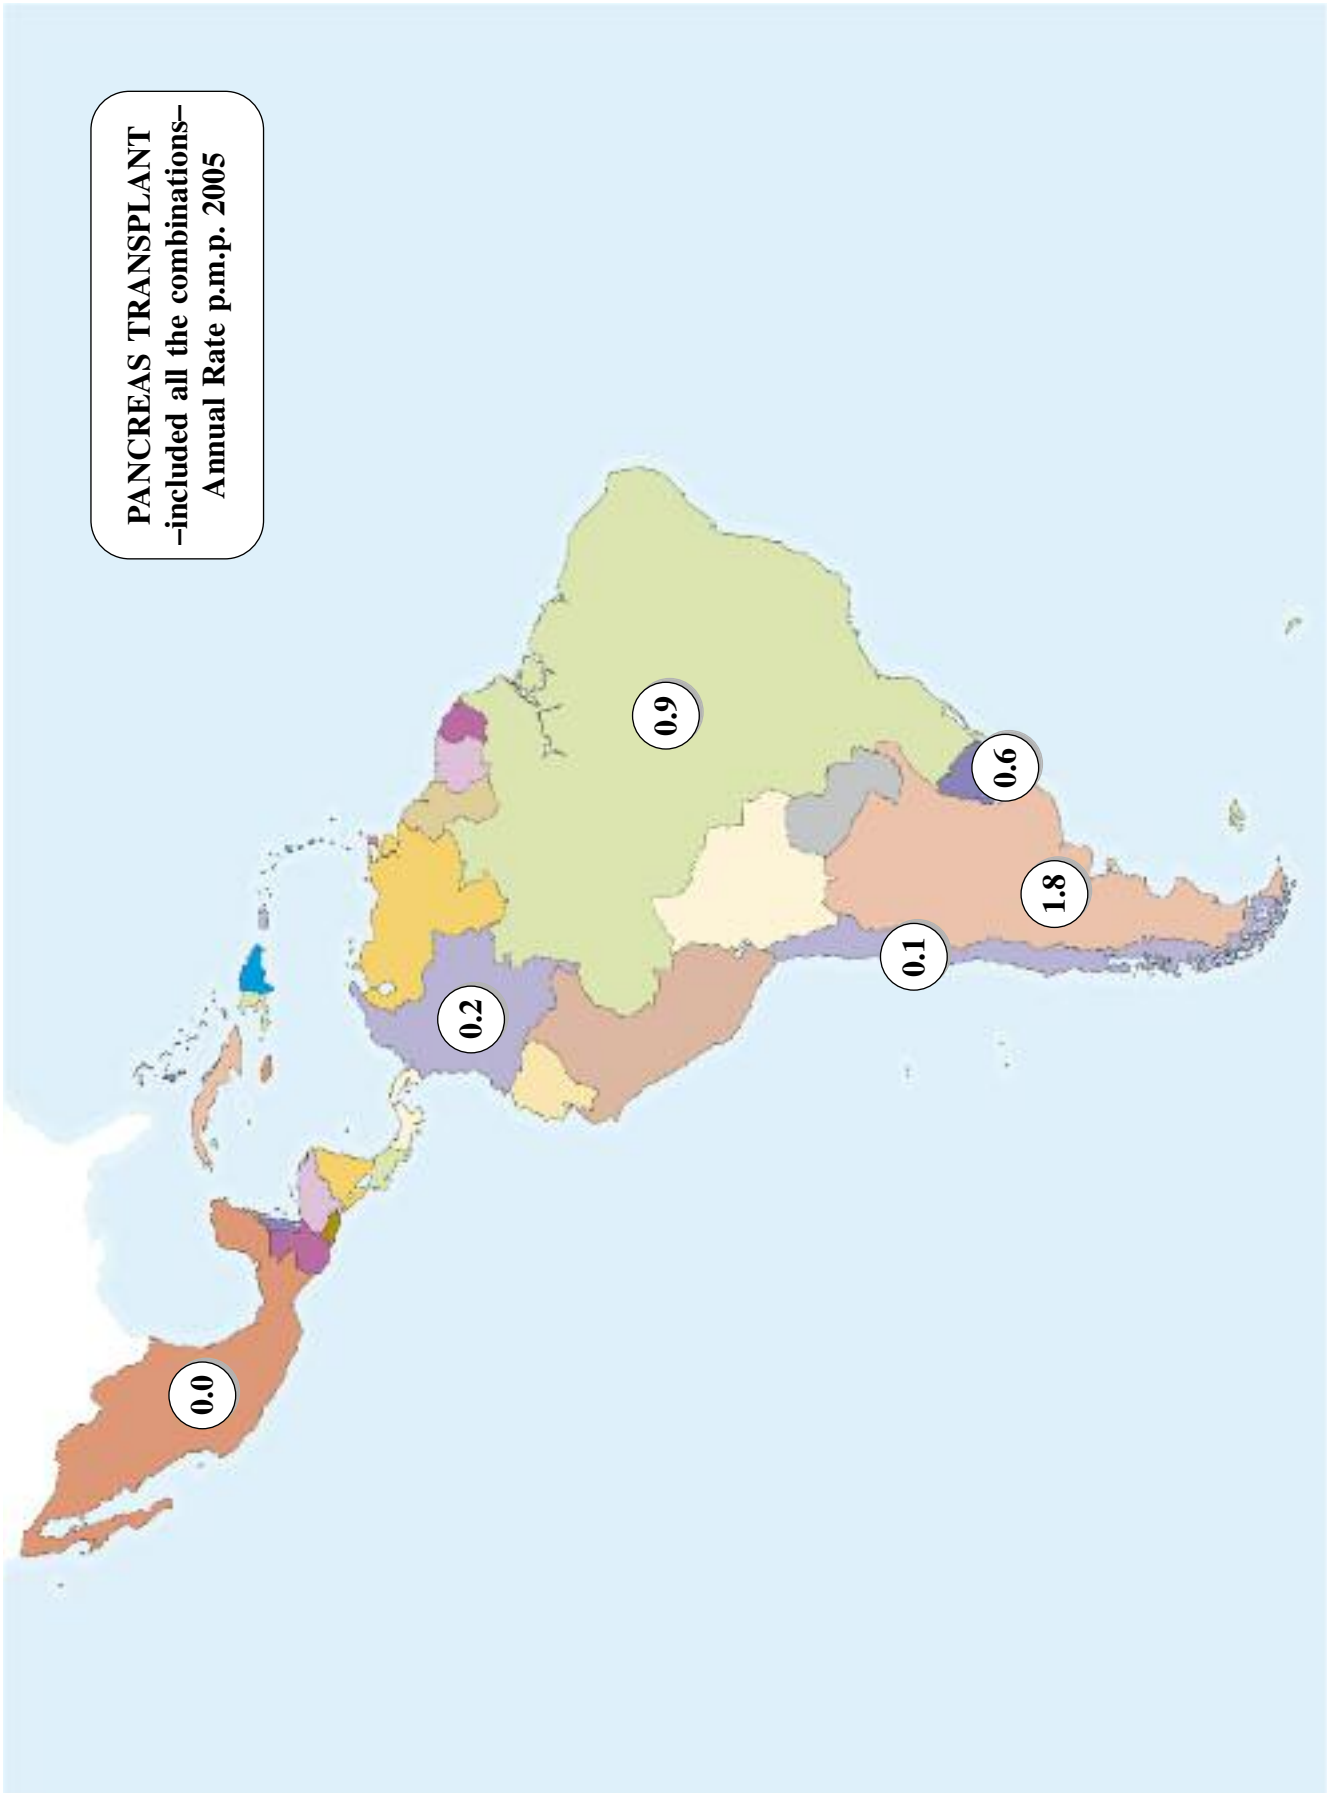 PANCREAS TRANSPLANT
–included all the combinations–
Annual Rate p.m.p. 2005
0.0
0.2
0.9
0.1
1.8
0.6